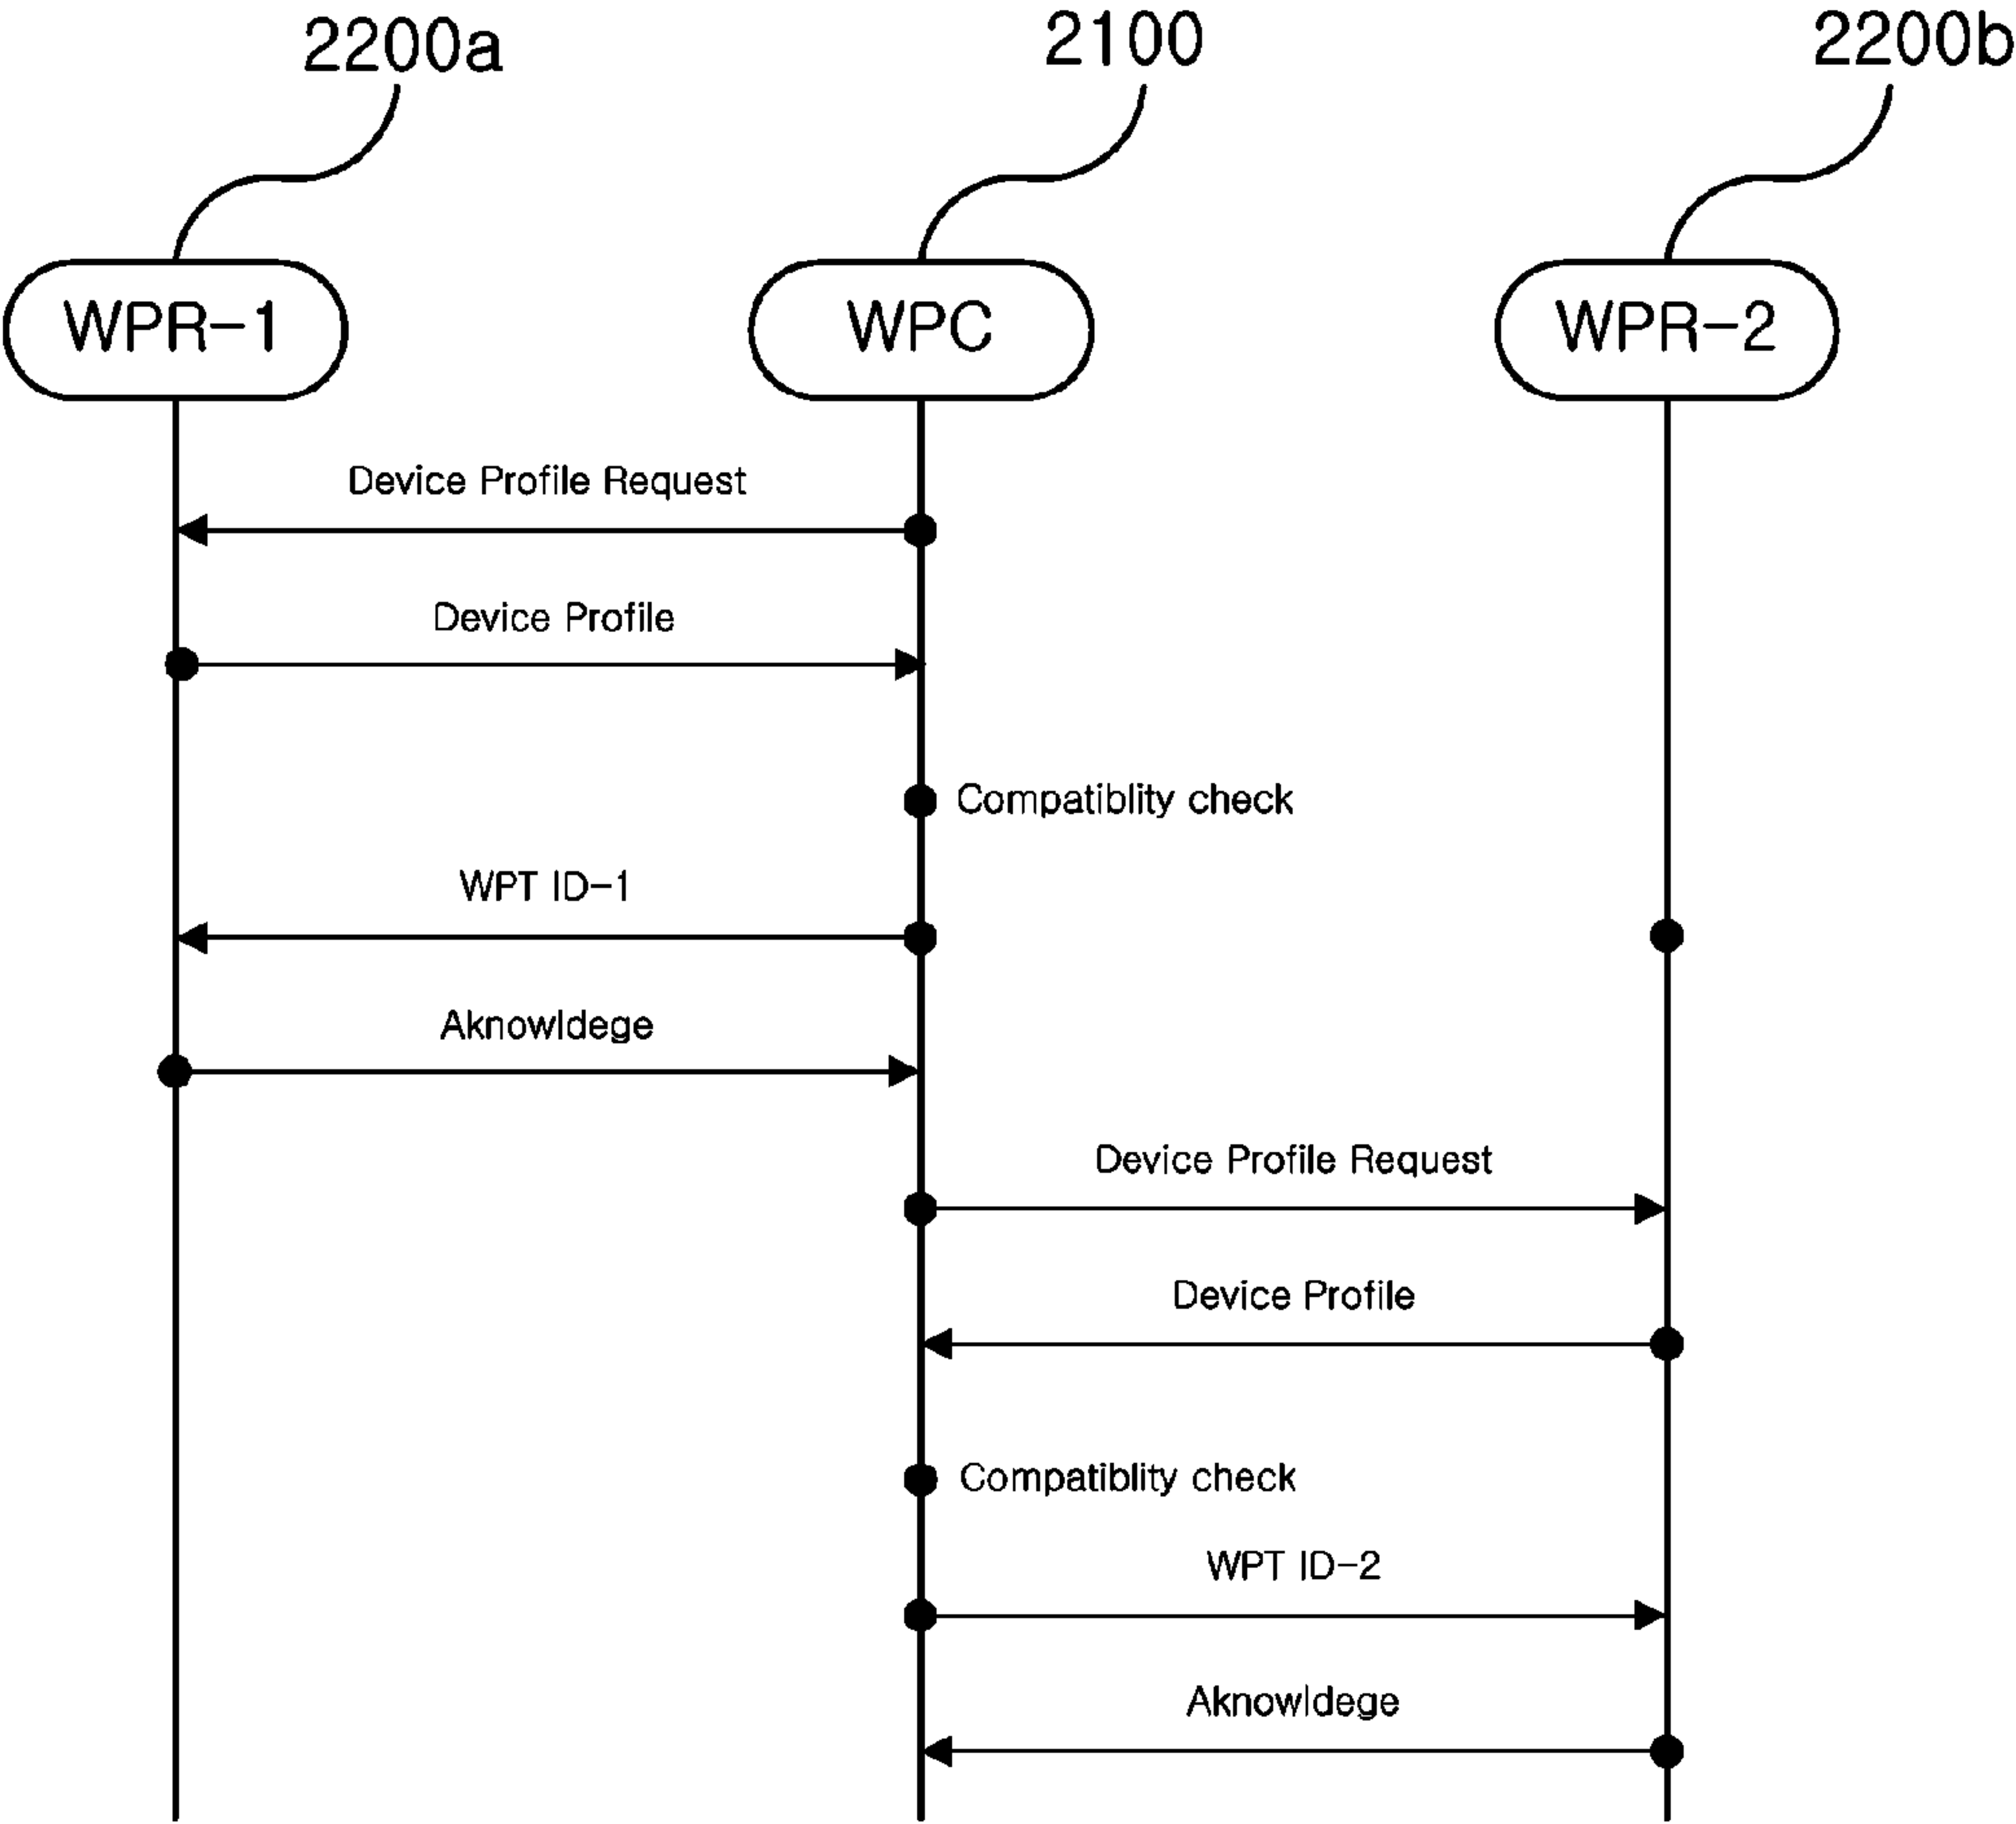 2200a
2100
2200b
WPR-1
WPC
WPR-2
Device Profile Request
Device Profile
Compatiblity check
WPT ID-1
Aknowldege
Device Profile Request
Device Profile
Compatiblity check
WPT ID-2
Aknowldege